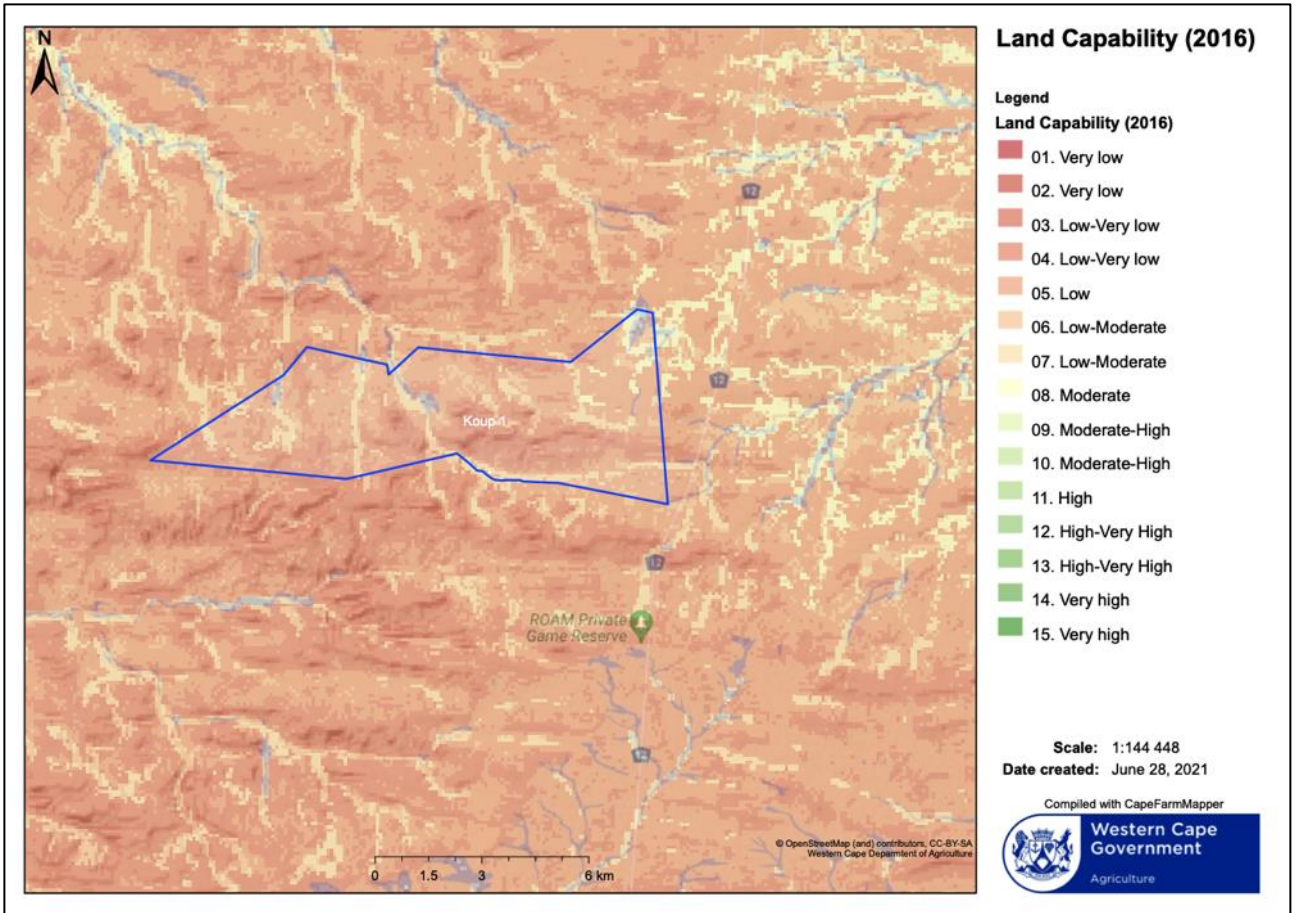 N
12
12
Koup 1
12
ROAM Private
Game Reserve
12
0 1.5 3 6 km
© OpenStreetMap (and) contributors, CC-BY-SA
Western Cape Department of Agriculture
Land Capability (2016)
Legend
Land Capability (2016)
01. Very low
02. Very low
03. Low-Very low
04. Low-Very low
05. Low
06. Low-Moderate
07. Low-Moderate
08. Moderate
09. Moderate-High
10. Moderate-High
11. High
12. High-Very High
13. High-Very High
14. Very high
15. Very high
Scale: 1:144 448
Date created: June 28, 2021
Compiled with CapeFarmMapper
Western Cape
Government
Agriculture